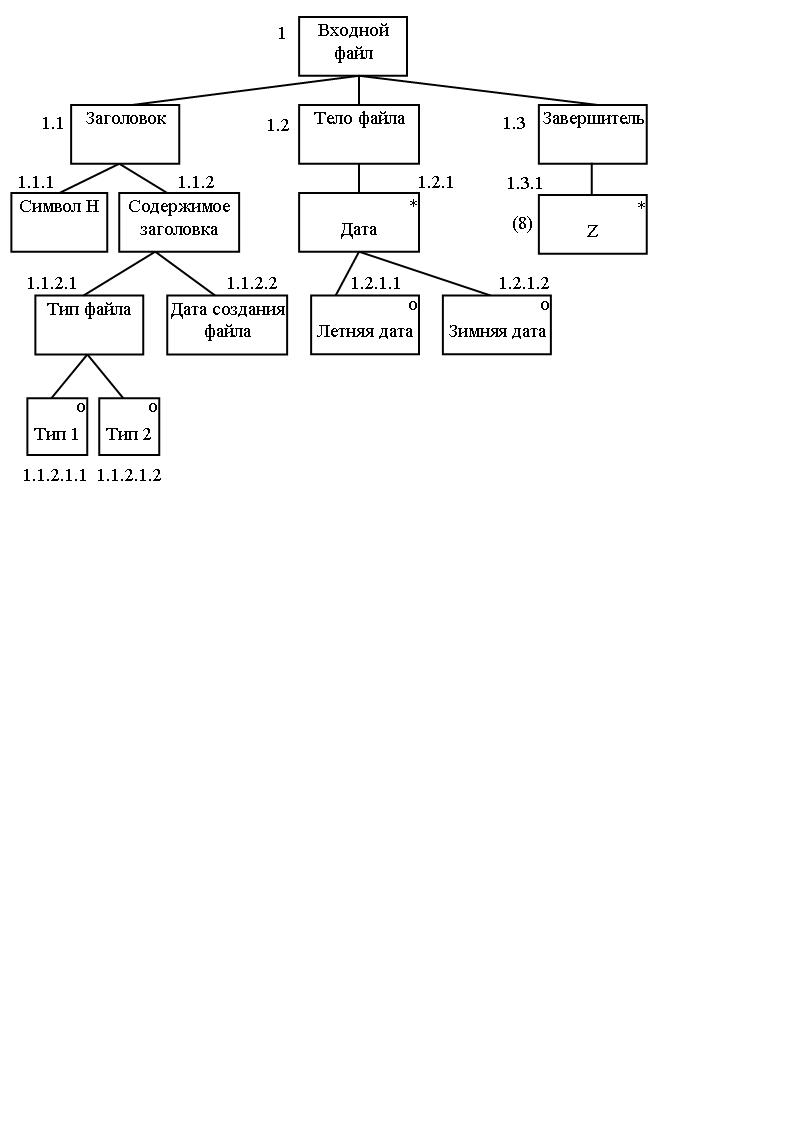 1
Входной
файл
1.1
Заголовок
1.2
Тело файла
1.3
Завершитель
1.1.1
Символ H
1.1.2
Содержимое
заголовка
1.2.1
*
Дата
1.3.1
(8)
*
Z
1.1.2.1
Тип файла
1.1.2.2
Дата создания
файла
1.2.1.1
o
Летняя дата
1.2.1.2
o
Зимняя дата
o
Тип 1
o
Тип 2
1.1.2.1.1
1.1.2.1.2